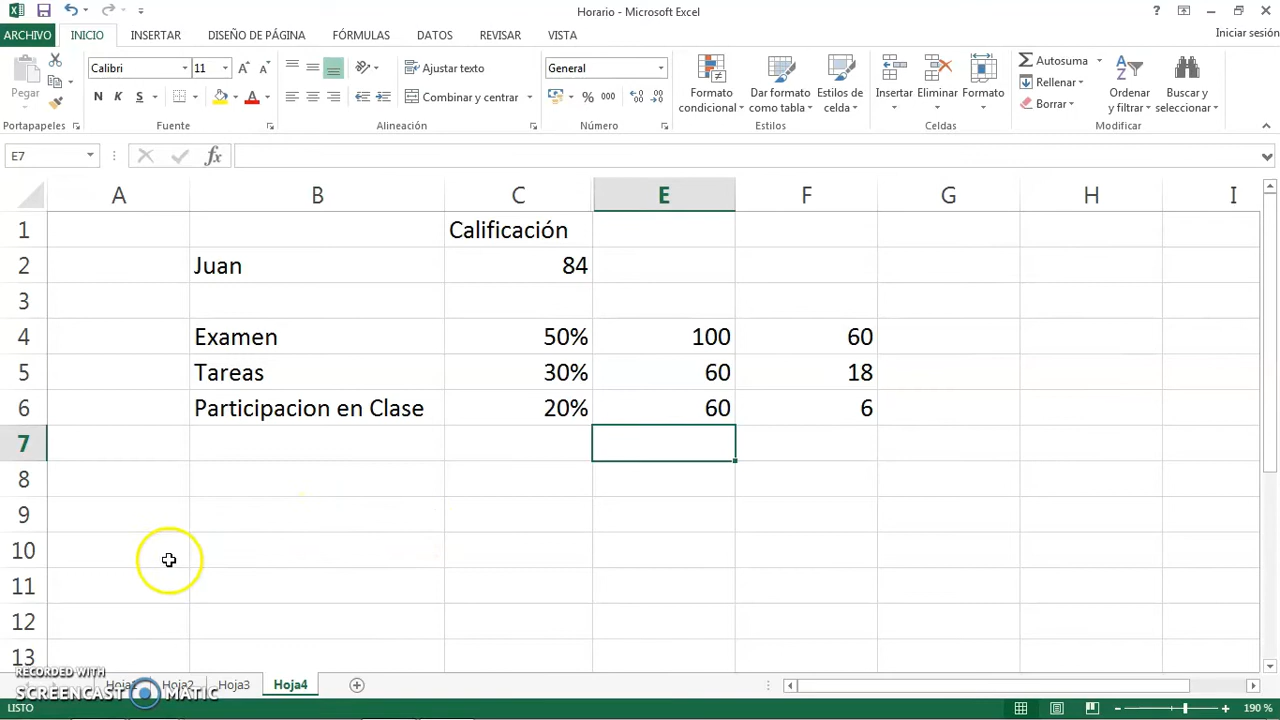 Horario - Microsoft Excel
ARCHIVO INICIO INSERTAR DISEÑO DE PÁGINA FÓRMULAS DATOS REVISAR VISTA Iniciar sesión
Pegar
Portapapeles
Calibri 11
N K S
Fuente
Ajustar texto
Combinar y centrar
Alineación
General
% 000
Número
Formato condicional
Dar formato como tabla
Estilos de celda
Estilos
Insertar Eliminar Formato
Celdas
Autosuma
Rellenar
Borrar
Ordenar y filtrar
Buscar y seleccionar
Modificar
E7 fx
A B C E F G H I
1 Calificación
2 Juan 84
3
4 Examen 50% 100 60
5 Tareas 30% 60 18
6 Participacion en Clase 20% 60 6
7
8
9
10
11
12
13
RECORDED WITH
SCREENCAST MATIC
Hoja2 Hoja3 Hoja4
LISTO 190 %